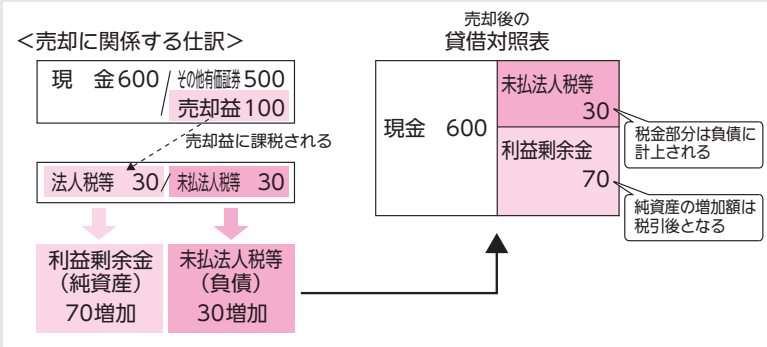 <売却に関係する仕訳>
現　金600 / その他有価証券500
売却益100
売却益に課税される
法人税等　30 / 未払法人税等　30
利益剰余金
(純資産)
70増加
未払法人税等
(負債)
30増加
売却後の
貸借対照表
現金　600
未払法人税等
30
利益剰余金
70
税金部分は負債に
計上される
純資産の増加額は
税引後となる